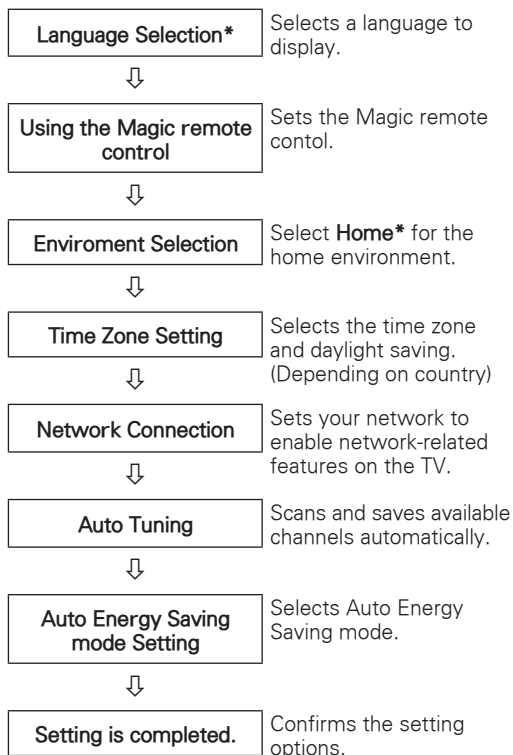 Language Selection*
Selects a language to
display.
⇩
Using the Magic remote
control
Sets the Magic remote
contol.
⇩
Enviroment Selection
Select Home* for the
home environment.
⇩
Time Zone Setting
Selects the time zone
and daylight saving.
(Depending on country)
⇩
Network Connection
Sets your network to
enable network-related
features on the TV.
⇩
Auto Tuning
Scans and saves available
channels automatically.
⇩
Auto Energy Saving
mode Setting
Selects Auto Energy
Saving mode.
⇩
Setting is completed.
Confirms the setting
options.